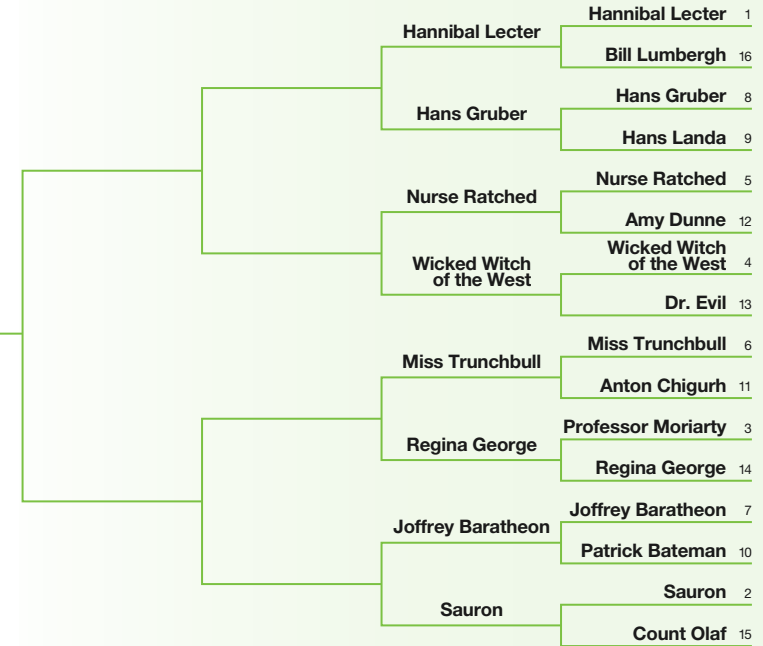 Hannibal Lecter 1
Hannibal Lecter
Bill Lumbergh 16
Hans Gruber 8
Hans Gruber
Hans Landa 9
Nurse Ratched 5
Nurse Ratched
Amy Dunne 12
Wicked Witch
of the West 4
Wicked Witch
of the West
Dr. Evil 13
Miss Trunchbull 6
Miss Trunchbull
Anton Chigurh 11
Professor Moriarty 3
Regina George
Regina George 14
Joffrey Baratheon 7
Joffrey Baratheon
Patrick Bateman 10
Sauron 2
Sauron
Count Olaf 15